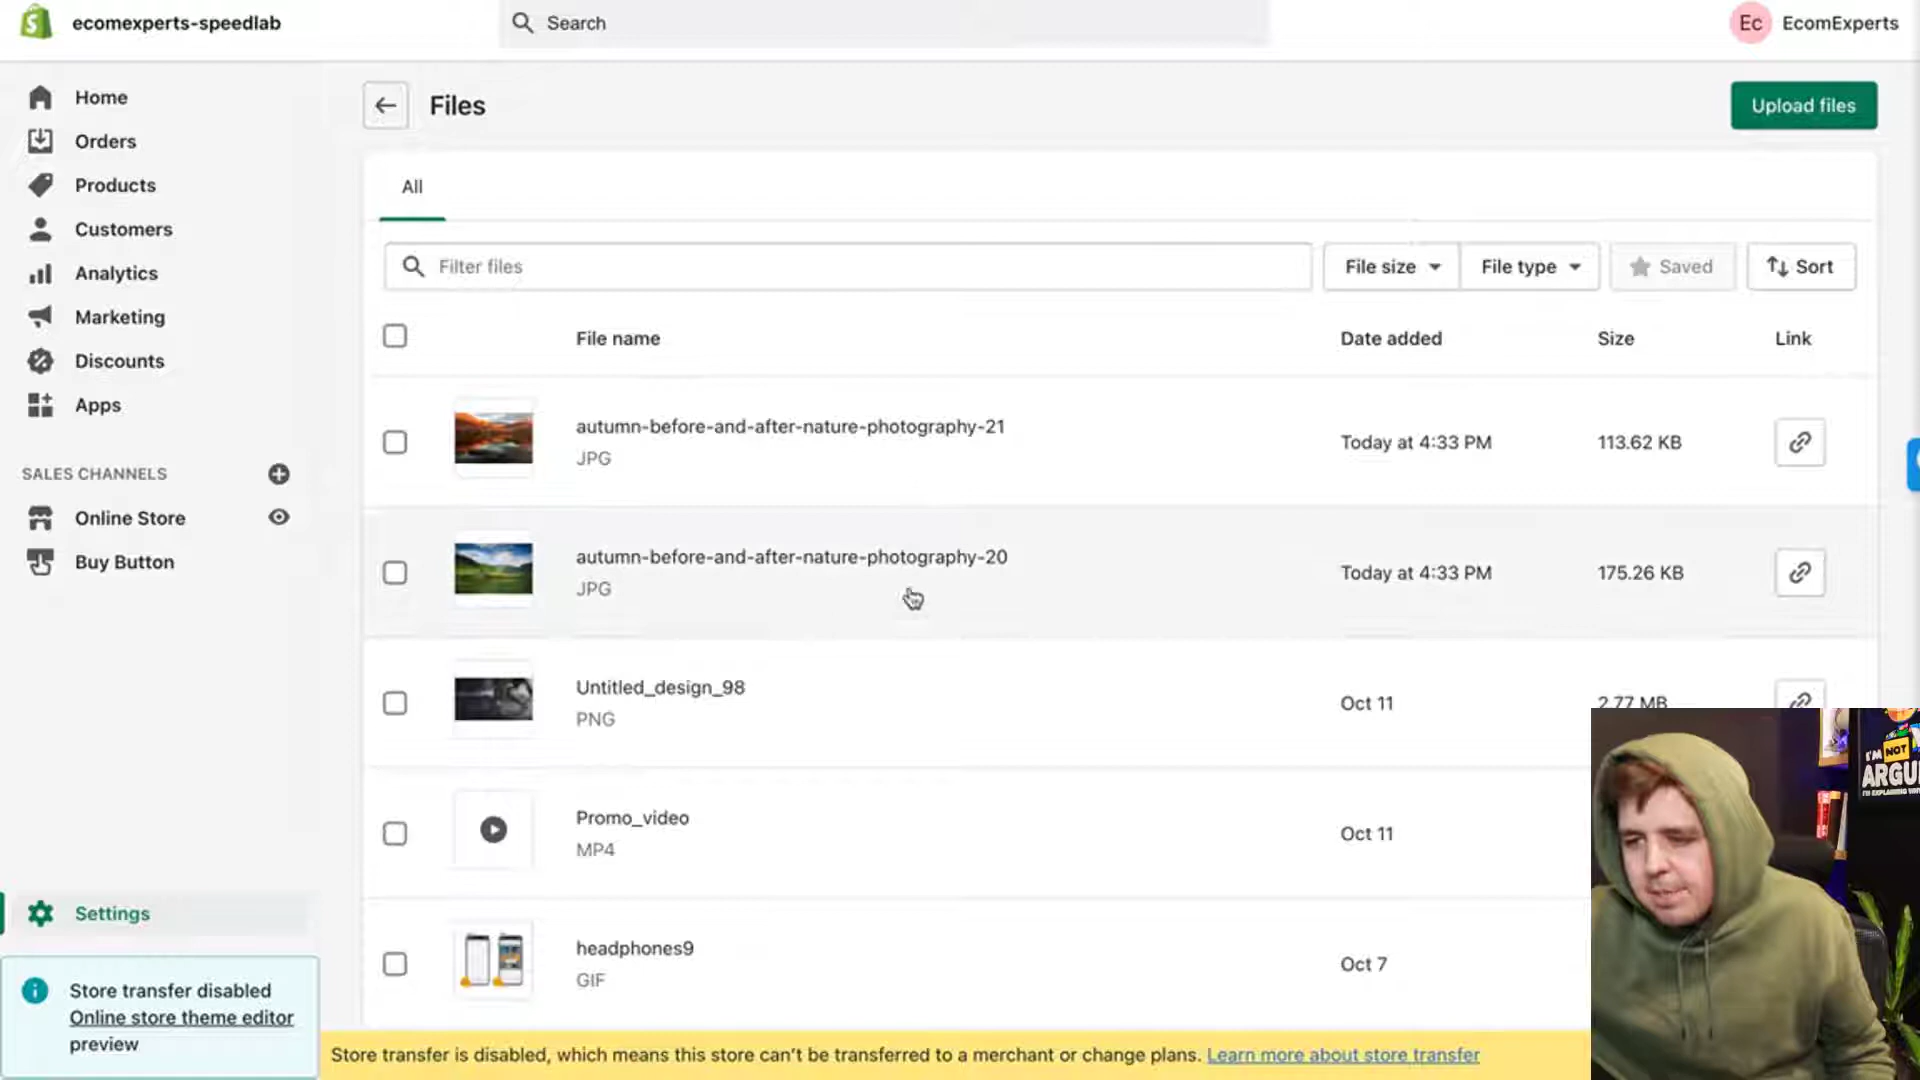 ecomexperts-speedlab
Search
Ec EcomExperts
Home
Orders
Products
Customers
Analytics
Marketing
Discounts
Apps
SALES CHANNELS
Online Store
Buy Button
Settings
Store transfer disabled
Online store theme editor
preview
Files
Upload files
All
Filter files
File size
File type
Saved
Sort
File name Date added Size Link
autumn-before-and-after-nature-photography-21
JPG
Today at 4:33 PM 113.62 KB
autumn-before-and-after-nature-photography-20
JPG
Today at 4:33 PM 175.26 KB
Untitled_design_98
PNG
Oct 11 2.77 MB
Promo_video
MP4
Oct 11
headphones9
GIF
Oct 7
Store transfer is disabled, which means this store can't be transferred to a merchant or change plans. Learn more about store transfer
I'M NOT
ARGU